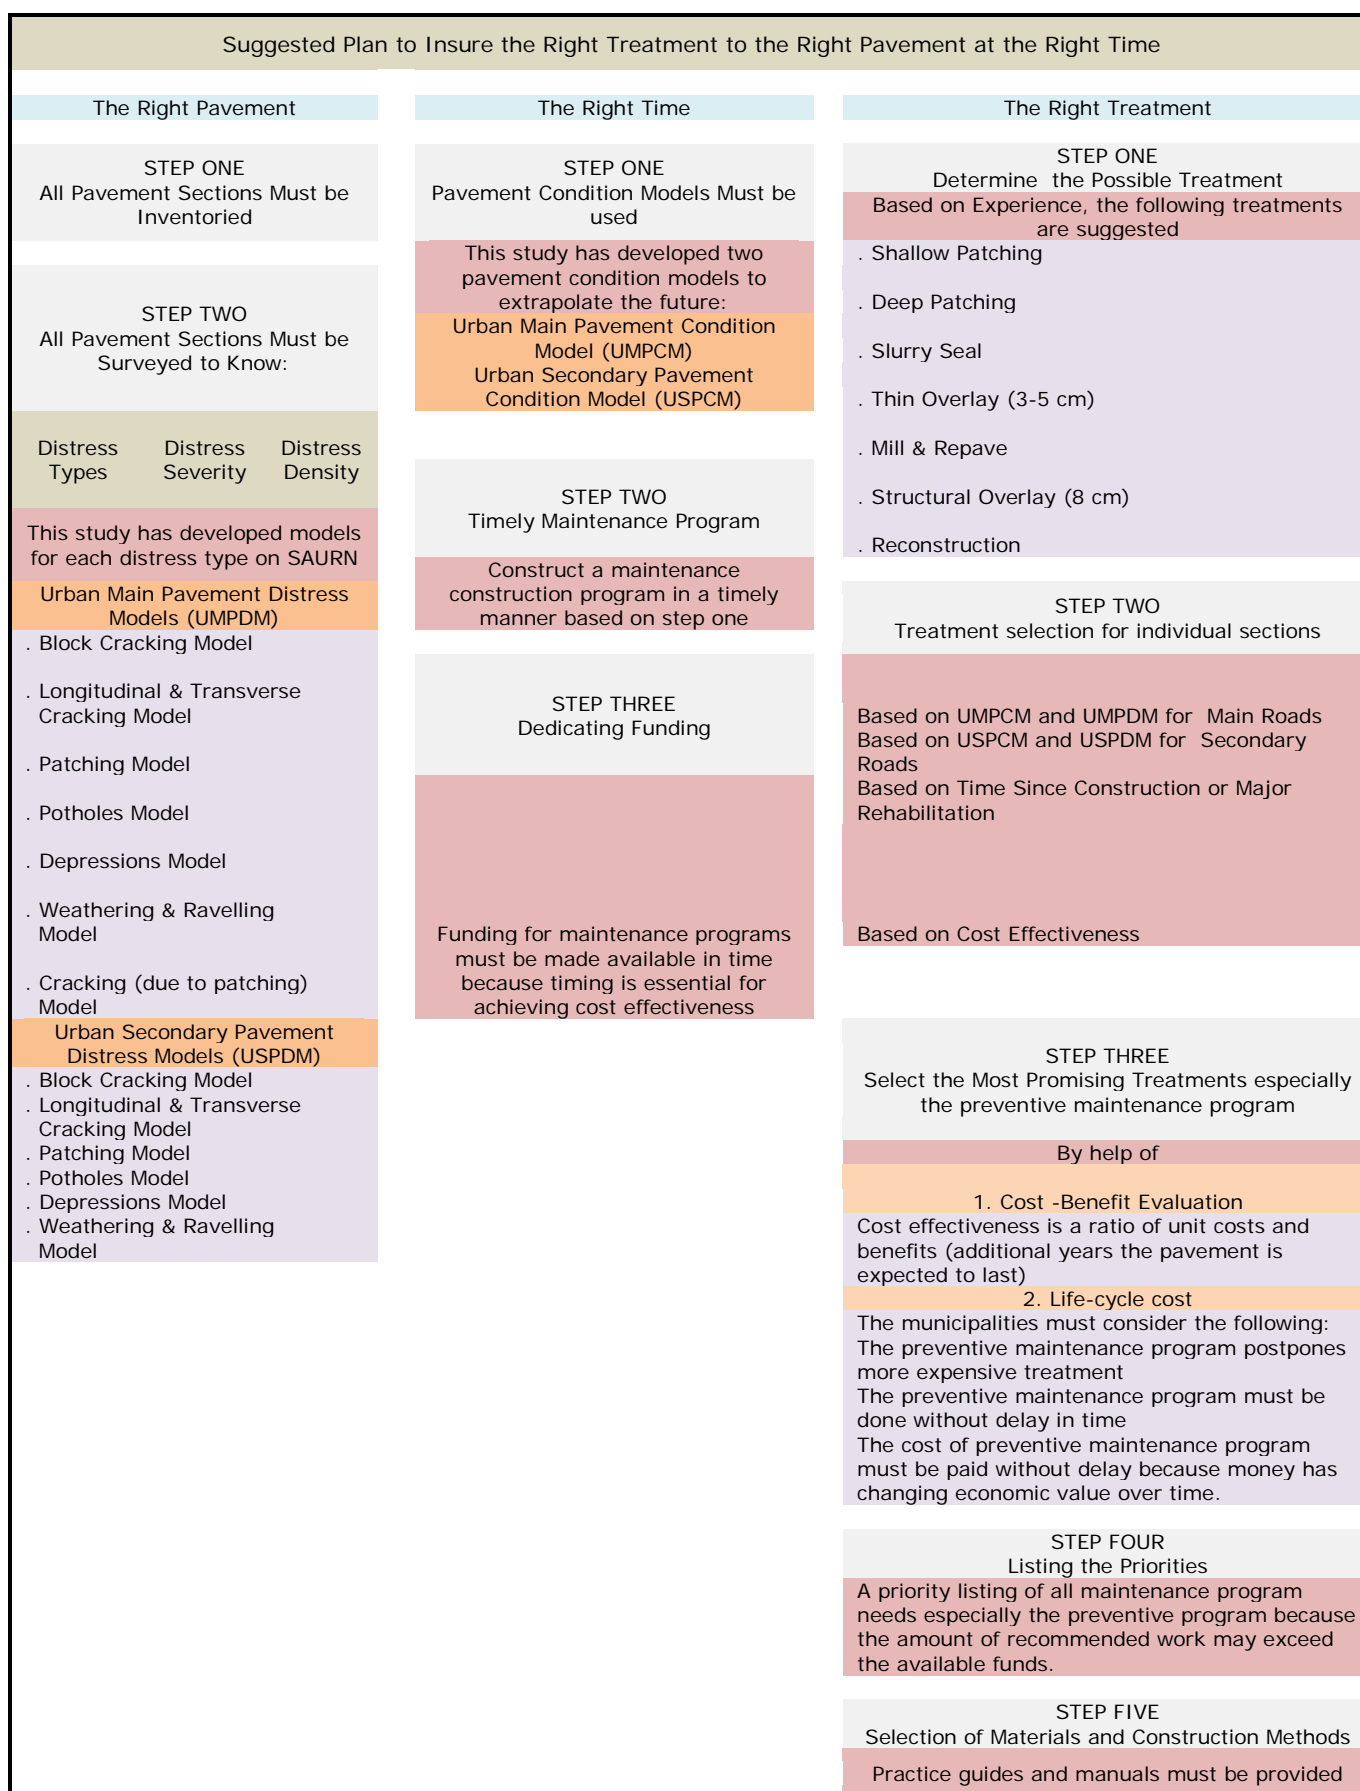 Suggested Plan to Insure the Right Treatment to the Right Pavement at the Right Time
The Right Pavement
STEP ONE
All Pavement Sections Must be
Inventoried
STEP TWO
All Pavement Sections Must be
Surveyed to Know:
Distress Types
Distress Severity
Distress Density
This study has developed models
for each distress type on SAURN
Urban Main Pavement Distress
Models (UMPDM)
. Block Cracking Model
. Longitudinal & Transverse
Cracking Model
. Patching Model
. Potholes Model
. Depressions Model
. Weathering & Ravelling
Model
. Cracking (due to patching)
Model
Urban Secondary Pavement
Distress Models (USPDM)
. Block Cracking Model
. Longitudinal & Transverse
Cracking Model
. Patching Model
. Potholes Model
. Depressions Model
. Weathering & Ravelling
Model
The Right Time
STEP ONE
Pavement Condition Models Must be
used
This study has developed two
pavement condition models to
extrapolate the future:
Urban Main Pavement Condition
Model (UMPCM)
Urban Secondary Pavement
Condition Model (USPCM)
STEP TWO
Timely Maintenance Program
Construct a maintenance
construction program in a timely
manner based on step one
STEP THREE
Dedicating Funding
Funding for maintenance programs
must be made available in time
because timing is essential for
achieving cost effectiveness
The Right Treatment
STEP ONE
Determine the Possible Treatment
Based on Experience, the following treatments
are suggested
. Shallow Patching
. Deep Patching
. Slurry Seal
. Thin Overlay (3-5 cm)
. Mill & Repave
. Structural Overlay (8 cm)
. Reconstruction
STEP TWO
Treatment selection for individual sections
Based on UMPCM and UMPDM for Main Roads
Based on USPCM and USPDM for Secondary
Roads
Based on Time Since Construction or Major
Rehabilitation
Based on Cost Effectiveness
STEP THREE
Select the Most Promising Treatments especially
the preventive maintenance program
By help of
1. Cost -Benefit Evaluation
Cost effectiveness is a ratio of unit costs and
benefits (additional years the pavement is
expected to last)
2. Life-cycle cost
The municipalities must consider the following:
The preventive maintenance program postpones
more expensive treatment
The preventive maintenance program must be
done without delay in time
The cost of preventive maintenance program
must be paid without delay because money has
changing economic value over time.
STEP FOUR
Listing the Priorities
A priority listing of all maintenance program
needs especially the preventive program because
the amount of recommended work may exceed
the available funds.
STEP FIVE
Selection of Materials and Construction Methods
Practice guides and manuals must be provided